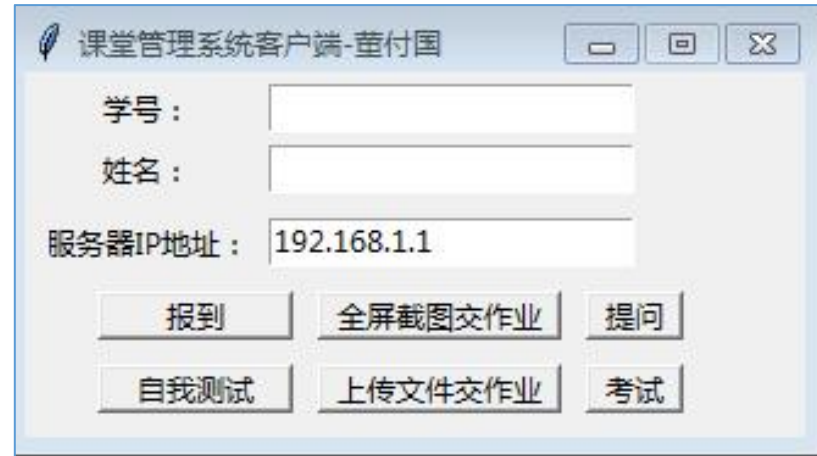 课堂管理系统客户端-董付国
学号：
姓名：
服务器IP地址： 192.168.1.1
报到 全屏截图交作业 提问
自我测试 上传文件交作业 考试